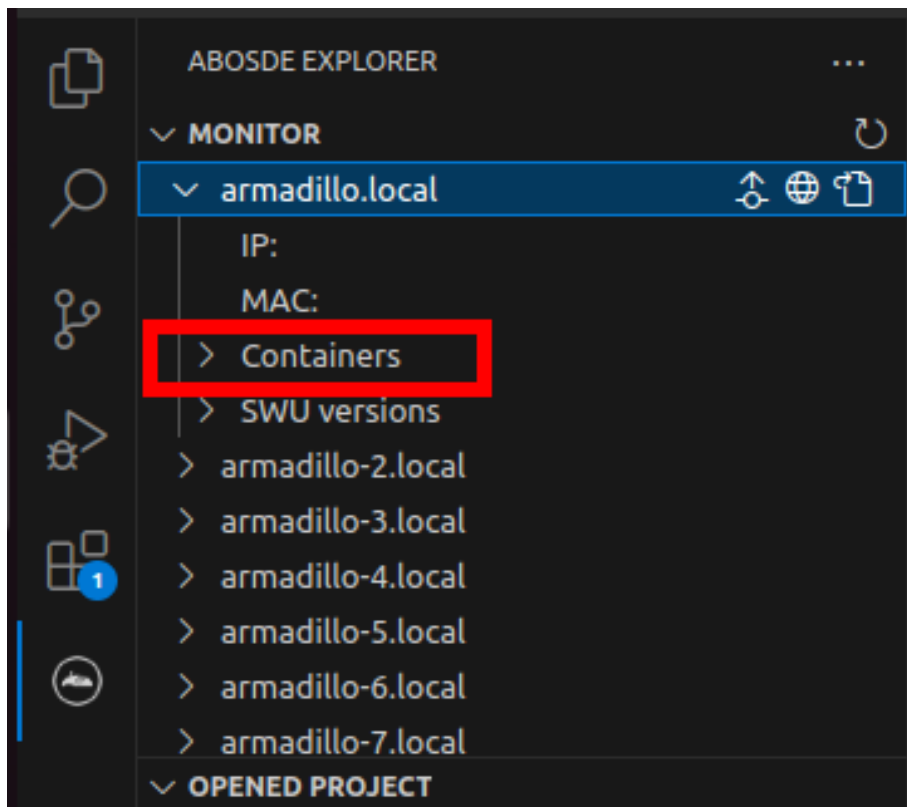 ABOSDE EXPLORER
MONITOR
armadillo.local
IP:
MAC:
Containers
SWU versions
armadillo-2.local
armadillo-3.local
armadillo-4.local
1
armadillo-5.local
armadillo-6.local
armadillo-7.local
OPENED PROJECT